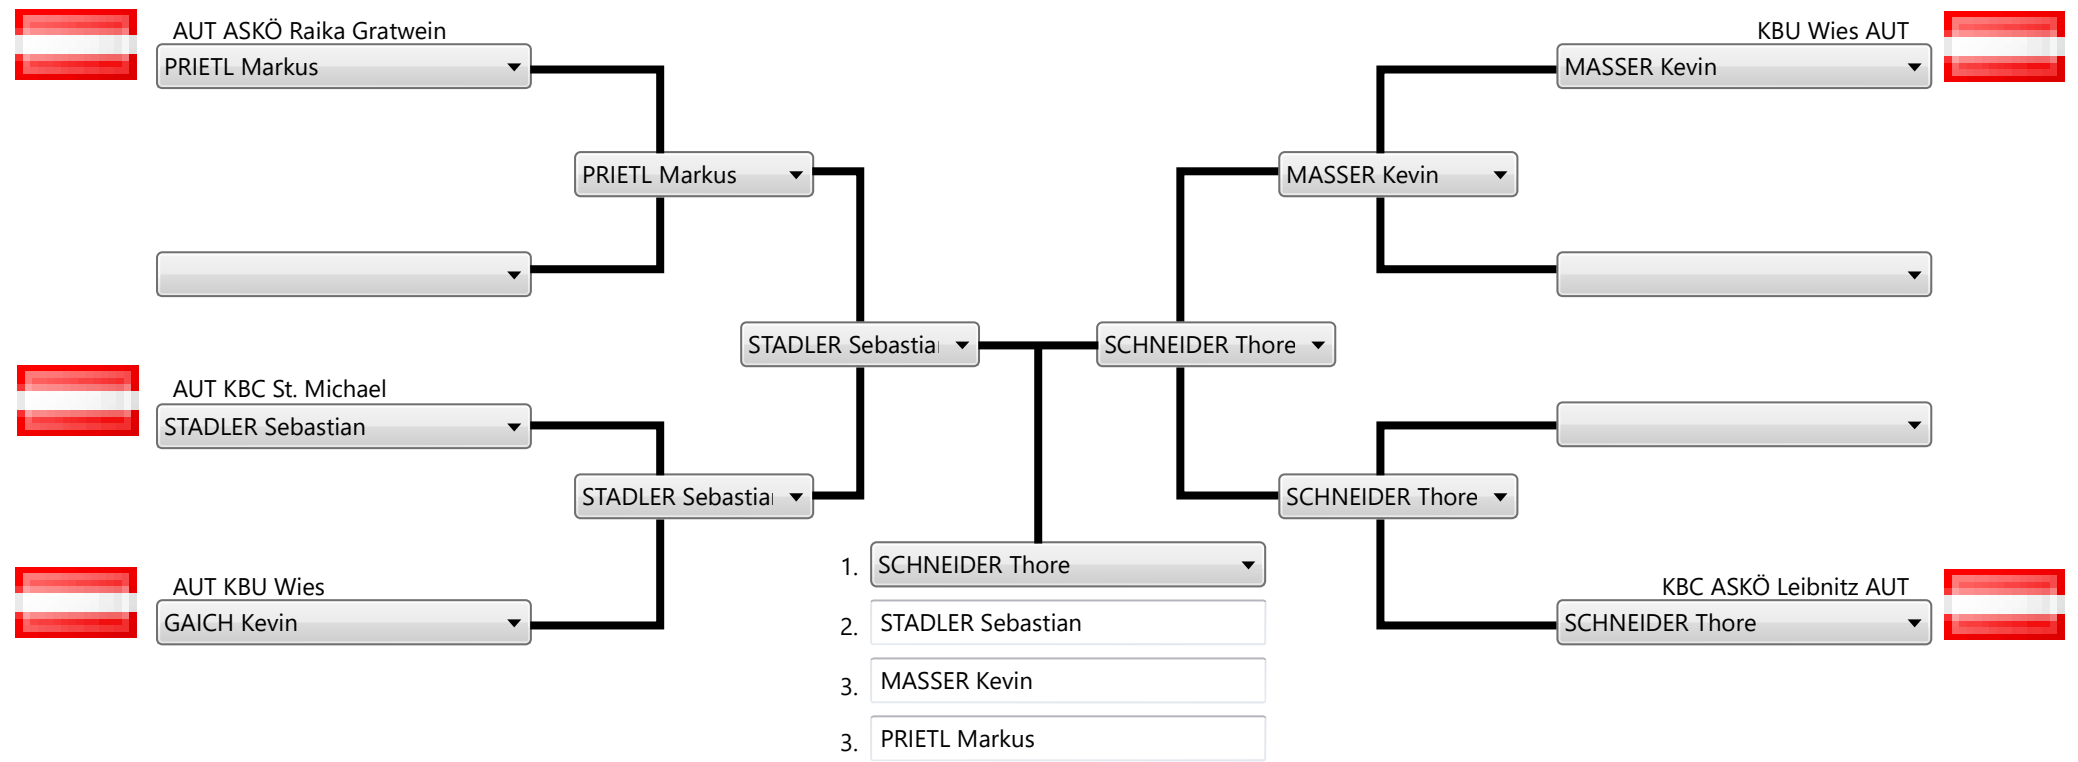 AUT ASKÖ Raika Gratwein
KBU Wies AUT
PRIETL Markus
MASSER Kevin
PRIETL Markus
MASSER Kevin
STADLER Sebastia
SCHNEIDER Thore
AUT KBC St. Michael
STADLER Sebastian
STADLER Sebastia
SCHNEIDER Thore
AUT KBU Wies
KBC ASKÖ Leibnitz AUT
GAICH Kevin
SCHNEIDER Thore
1. SCHNEIDER Thore
2. STADLER Sebastian
3. MASSER Kevin
3. PRIETL Markus